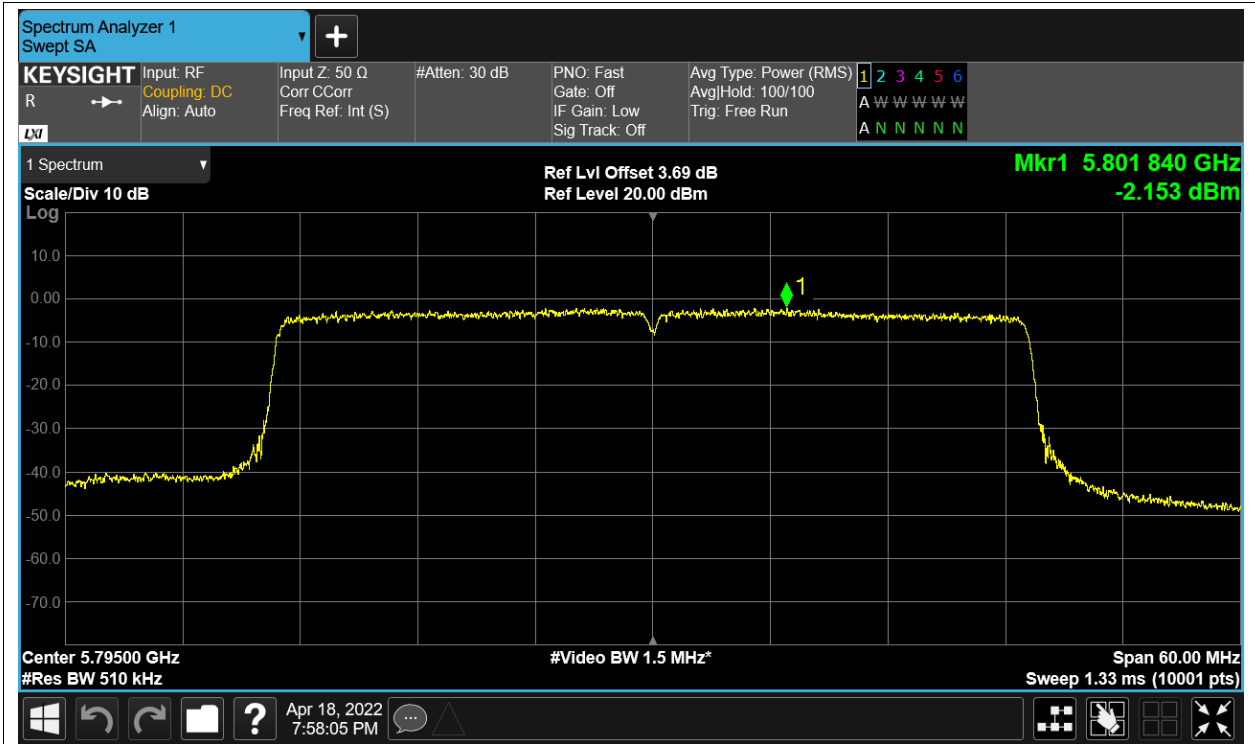 Spectrum Analyzer 1
Swept SA
KEYSIGHT
R
LXI
Input: RF
Coupling: DC
Align: Auto
Input Z: 50 Ω
Corr CCorr
Freq Ref: Int (S)
#Atten: 30 dB
PNO: Fast
Gate: Off
IF Gain: Low
Sig Track: Off
Avg Type: Power (RMS)
Avg|Hold: 100/100
Trig: Free Run
1 2 3 4 5 6
A W W W W W
A N N N N N
1 Spectrum
Scale/Div 10 dB
Log
Ref Lvl Offset 3.69 dB
Ref Level 20.00 dBm
Mkr1 5.801 840 GHz
-2.153 dBm
10.0
0.00
-10.0
-20.0
-30.0
-40.0
-50.0
-60.0
-70.0
1
Center 5.79500 GHz
#Res BW 510 kHz
#Video BW 1.5 MHz*
Span 60.00 MHz
Sweep 1.33 ms (10001 pts)
?
Apr 18, 2022
7:58:05 PM